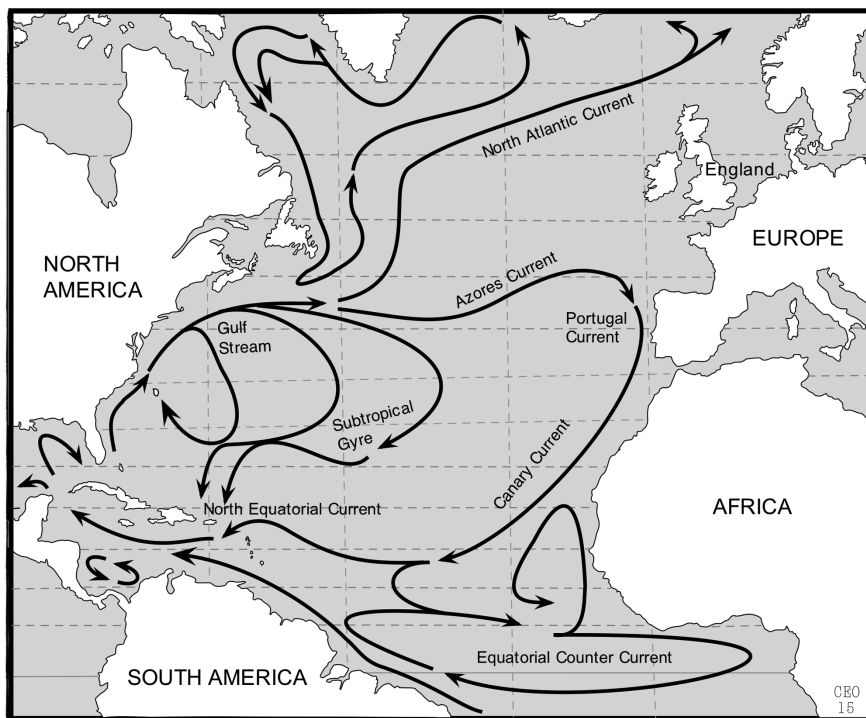 North Atlantic Current
England
EUROPE
NORTH
AMERICA
Azores Current
Gulf
Stream
Portugal
Current
Subtropical
Gyre
Canary Current
North Equatorial Current
AFRICA
Equatorial Counter Current
SOUTH AMERICA
CEO
15